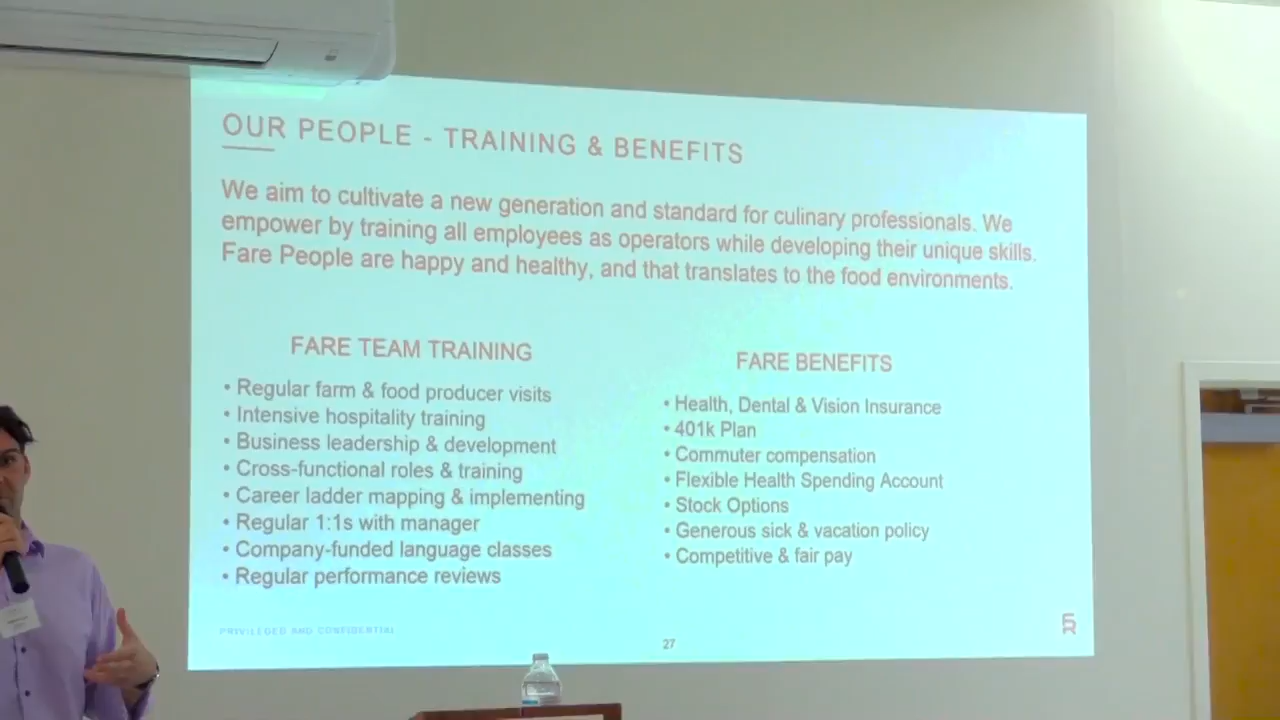 OUR PEOPLE - TRAINING & BENEFITS
We aim to cultivate a new generation and standard for culinary professionals. We
empower by training all employees as operators while developing their unique skills.
Fare People are happy and healthy, and that translates to the food environments.
FARE TEAM TRAINING
• Regular farm & food producer visits
• Intensive hospitality training
• Business leadership & development
• Cross-functional roles & training
• Career ladder mapping & implementing
• Regular 1:1s with manager
• Company-funded language classes
• Regular performance reviews
FARE BENEFITS
• Health, Dental & Vision Insurance
• 401k Plan
• Commuter compensation
• Flexible Health Spending Account
• Stock Options
• Generous sick & vacation policy
• Competitive & fair pay
PRIVILEGED AND CONFIDENTIAL
27